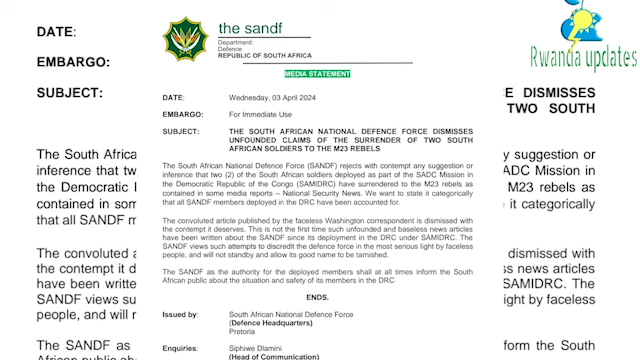 the sandf
Department:
Defence
REPUBLIC OF SOUTH AFRICA
MEDIA STATEMENT
DATE: Wednesday, 03 April 2024
EMBARGO: For Immediate Use
SUBJECT: THE SOUTH AFRICAN NATIONAL DEFENCE FORCE DISMISSES
UNFOUNDED CLAIMS OF THE SURRENDER OF TWO SOUTH
AFRICAN SOLDIERS TO THE M23 REBELS
The South African National Defence Force (SANDF) rejects with contempt any suggestion or
inference that two (2) of the South African soldiers deployed as part of the SADC Mission in
the Democratic Republic of the Congo (SAMIDRC) have surrendered to the M23 rebels as
contained in some media reports – National Security News. We want to state it categorically
that all SANDF members deployed in the DRC have been accounted for.
The convoluted article published by the faceless Washington correspondent is dismissed with
the contempt it deserves. This is not the first time such unfounded and baseless news articles
have been written about the SANDF since its deployment in the DRC under SAMIDRC. The
SANDF views such attempts to discredit the defence force in the most serious light by faceless
people, and will not standby and allow its good name to be tarnished.
The SANDF as the authority for the deployed members shall at all times inform the South
African public about the situation and safety of its members in the DRC
ENDS.
Issued by: South African National Defence Force
(Defence Headquarters)
Pretoria
Enquiries: Siphiwe Dlamini
(Head of Communication)
DATE:
EMBARGO:
SUBJECT:
The South Africa
inference that tw
the Democratic
contained in som
that all SANDF m
The convoluted a
the contempt it d
have been writte
SANDF views su
people, and will n
The SANDF as
Rwanda updates
E DISMISSES
TWO SOUTH
y suggestion or
SADC Mission in
M23 rebels as
it categorically
dismissed with
ss news articles
SAMIDRC. The
ight by faceless
form the South